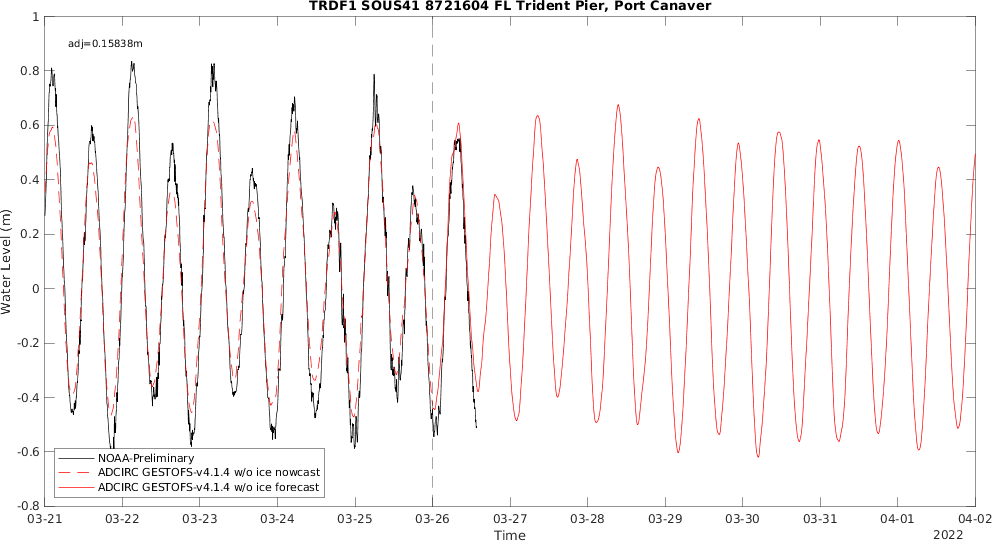 TRDF1 SOUS41 8721604 FL Trident Pier, Port Canaver
adj=0.15838m
1
0.8
0.6
0.4
0.2
0
-0.2
-0.4
-0.6
-0.8
Water Level (m)
NOAA-Preliminary
ADCIRC GESTOFS-v4.1.4 w/o ice nowcast
ADCIRC GESTOFS-v4.1.4 w/o ice forecast
03-21 03-22 03-23 03-24 03-25 03-26 03-27 03-28 03-29 03-30 03-31 04-01 04-02
Time
2022